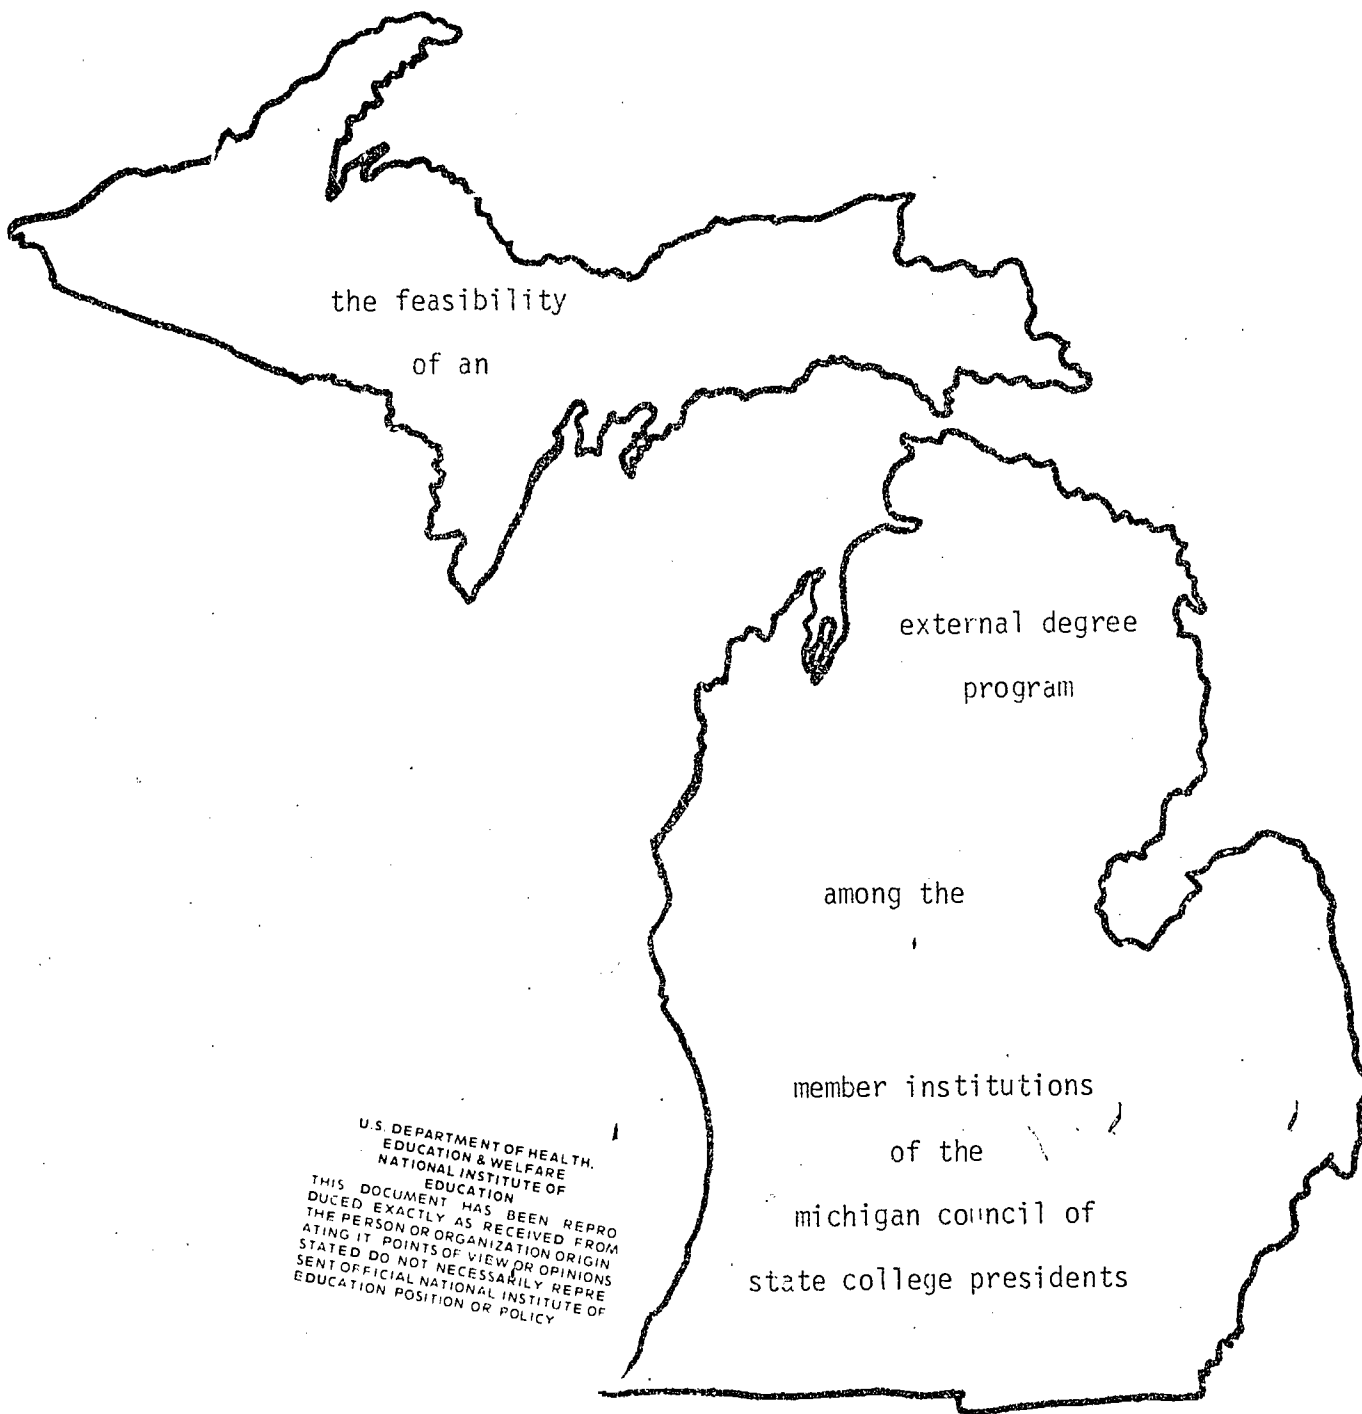 the feasibility
of an
external degree
program
among the
member institutions
of the
michigan council of
state college presidents
U.S. DEPARTMENT OF HEALTH,
EDUCATION & WELFARE
NATIONAL INSTITUTE OF
EDUCATION
THIS DOCUMENT HAS BEEN REPRO
DUCED EXACTLY AS RECEIVED FROM
THE PERSON OR ORGANIZATION ORIGIN
ATING IT POINTS OF VIEW OR OPINIONS
STATED DO NOT NECESSARILY REPRE
SENT OFFICIAL NATIONAL INSTITUTE OF
EDUCATION POSITION OR POLICY